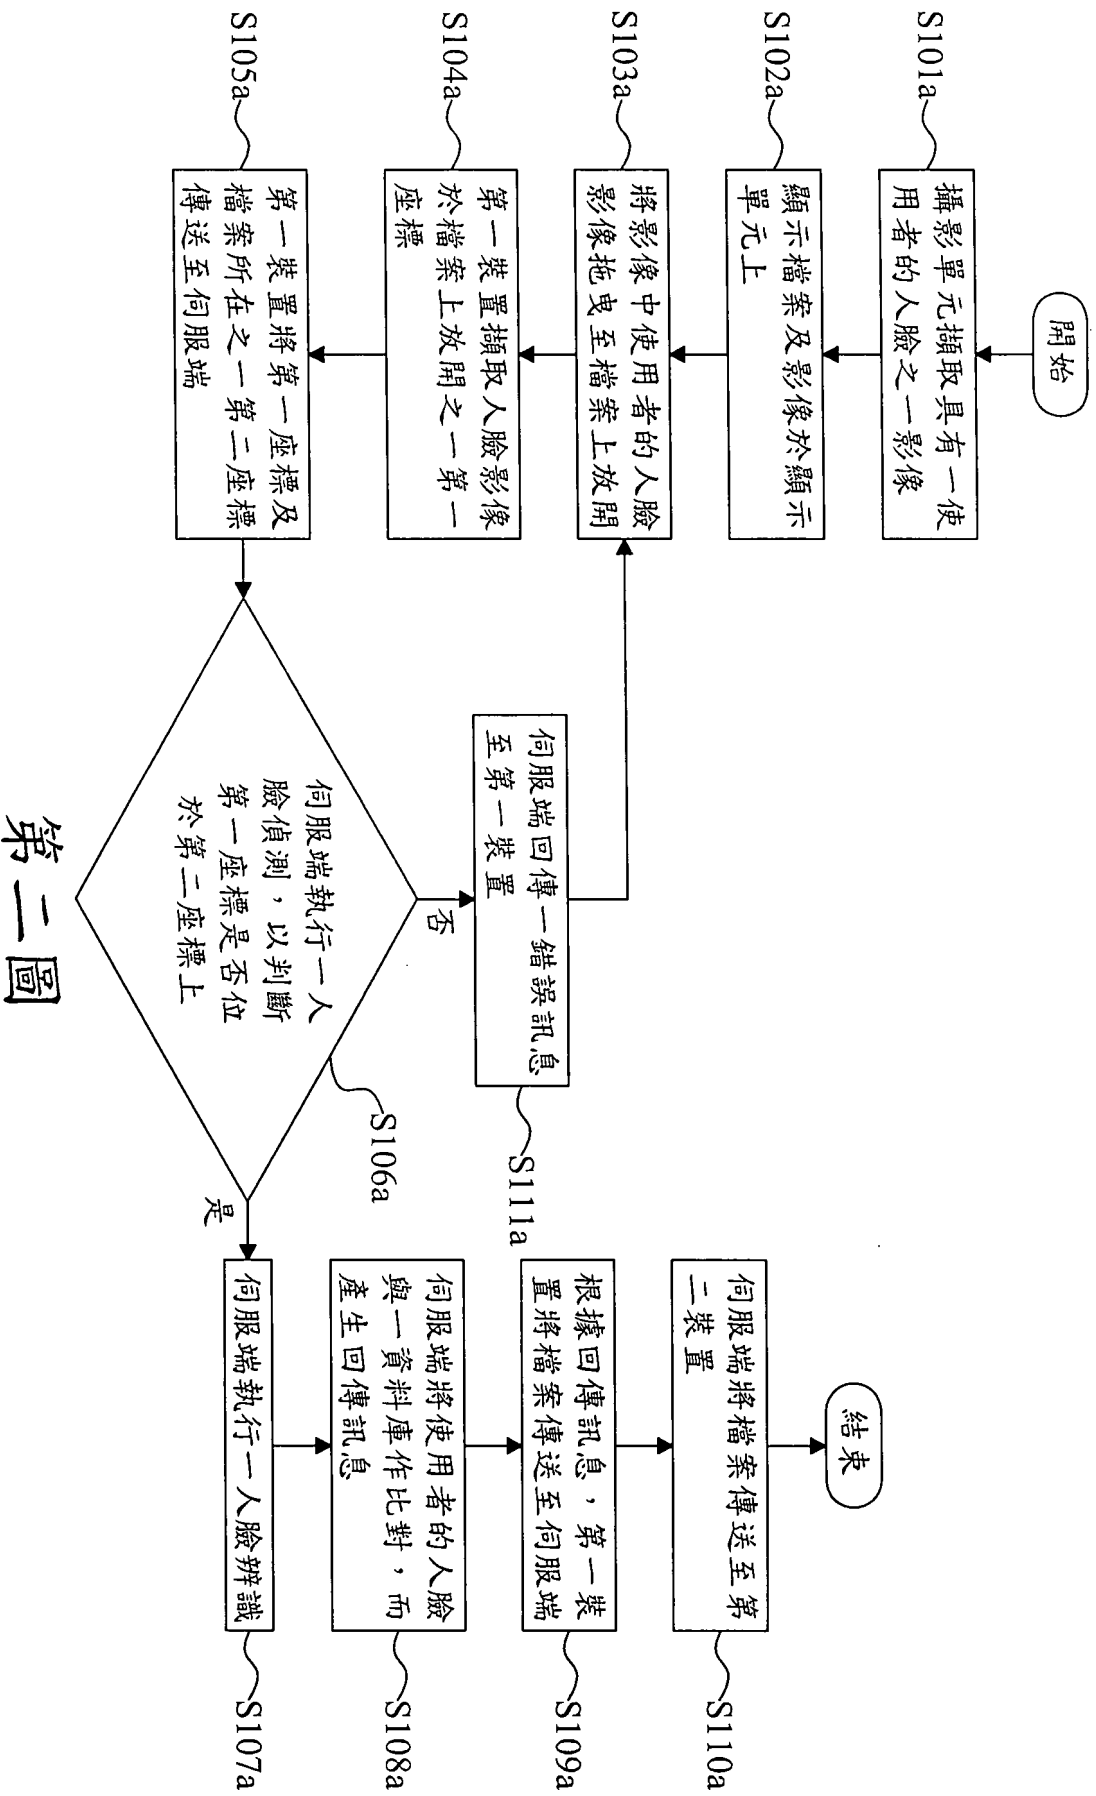 開始
S101a
攝影單元擷取具有一使
用者的人臉之一影像
S102a
顯示檔案及影像於顯示
單元上
S103a
將影像中使用者的人臉
影像拖曳至檔案上放開
S104a
第一裝置擷取人臉影像
於檔案上放開之一第一
座標
S105a
第一裝置將第一座標及
檔案所在之一第二座標
傳送至伺服端
伺服端執行一人
臉偵測，以判斷
第一座標是否位
於第二座標上
S106a
否
伺服端回傳一錯誤訊息
至第一裝置
S111a
是
伺服端執行一人臉辨識
S107a
伺服端將使用者的人臉
與一資料庫作比對，而
產生回傳訊息
S108a
根據回傳訊息，第一裝
置將檔案傳送至伺服端
S109a
伺服端將檔案傳送至第
二裝置
S110a
結束
第二圖